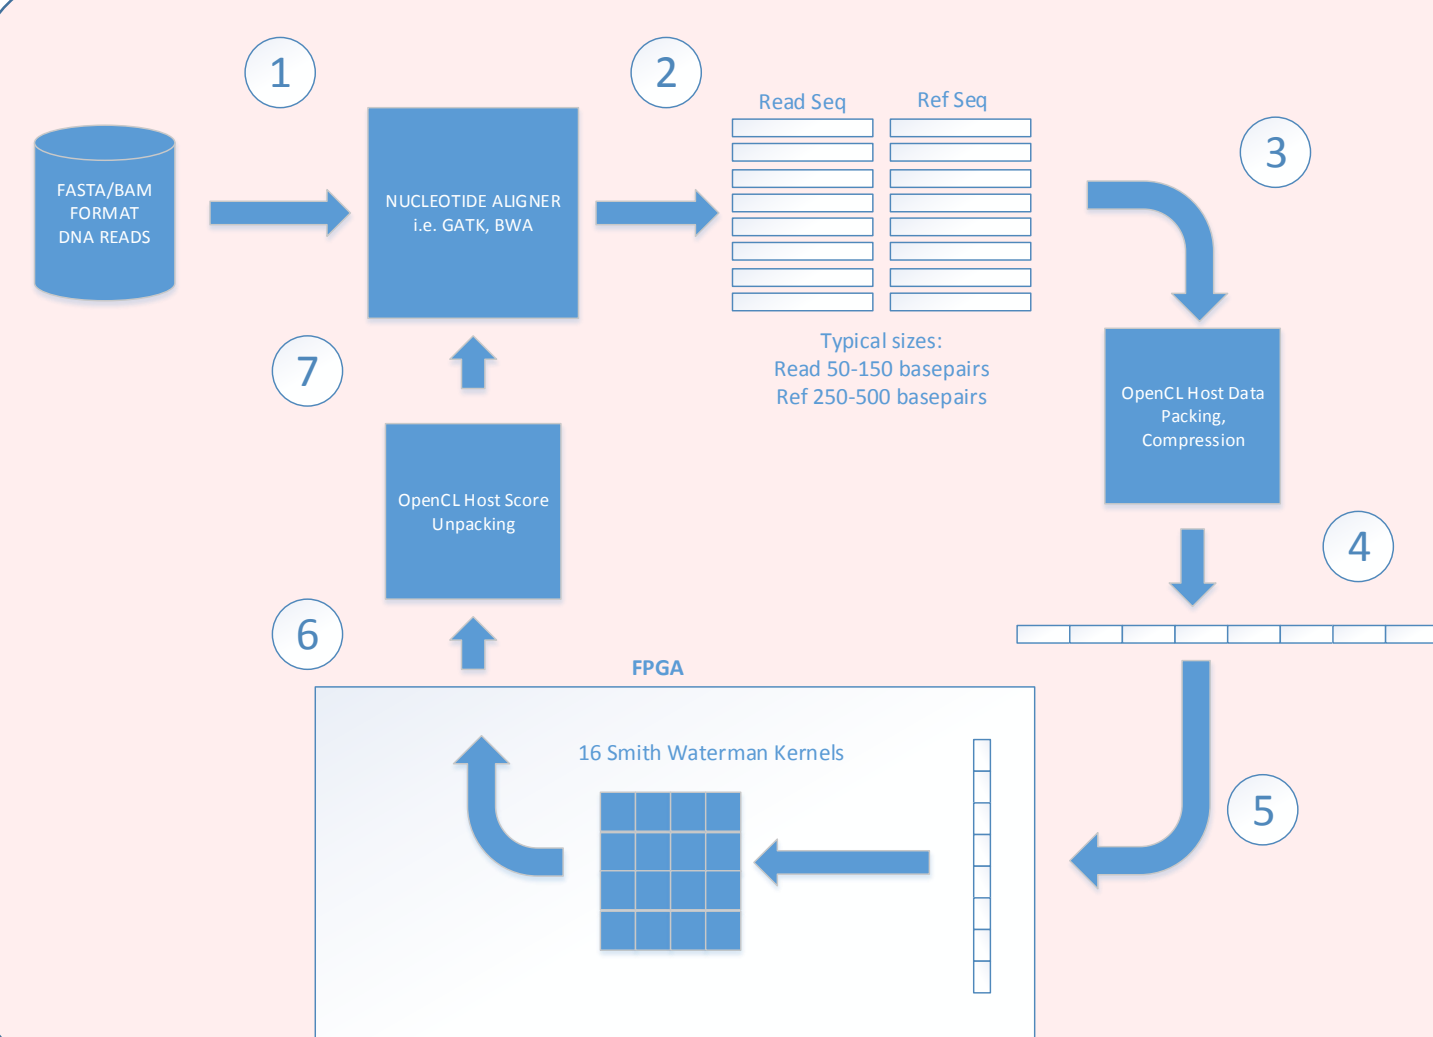 1
2
Read Seq
Ref Seq
3
FASTA/BAM
FORMAT
DNA READS
NUCLEOTIDE ALIGNER
i.e. GATK, BWA
Typical sizes:
Read 50-150 basepairs
Ref 250-500 basepairs
7
OpenCL Host Data
Packing,
Compression
OpenCL Host Score
Unpacking
4
6
FPGA
16 Smith Waterman Kernels
5